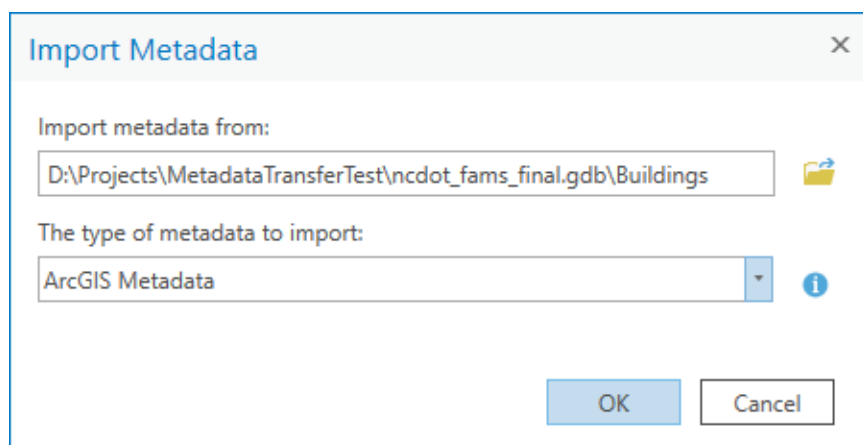 Import Metadata
Import metadata from:
D:\Projects\MetadataTransferTest\ncdot_fams_final.gdb\Buildings
The type of metadata to import:
ArcGIS Metadata
OK Cancel